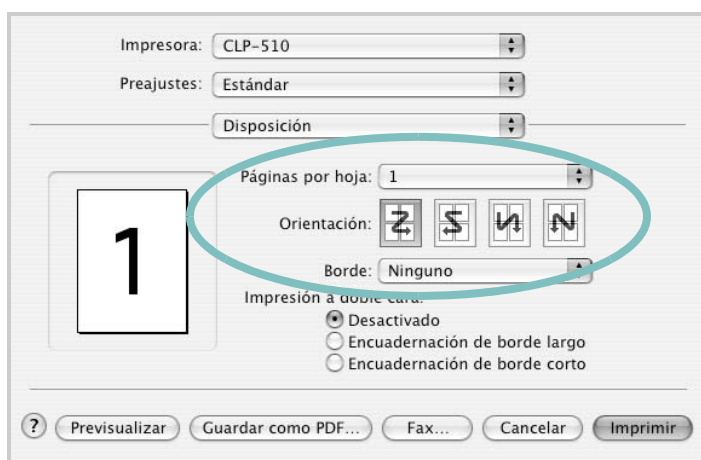 Impresora: CLP-510
Preajustes: Estándar
Disposición
Páginas por hoja: 1
Orientación:
Borde: Ninguno
1
Impresión a doble cara:
Desactivado
Encuadernación de borde largo
Encuadernación de borde corto
? Previsualizar Guardar como PDF... Fax... Cancelar Imprimir